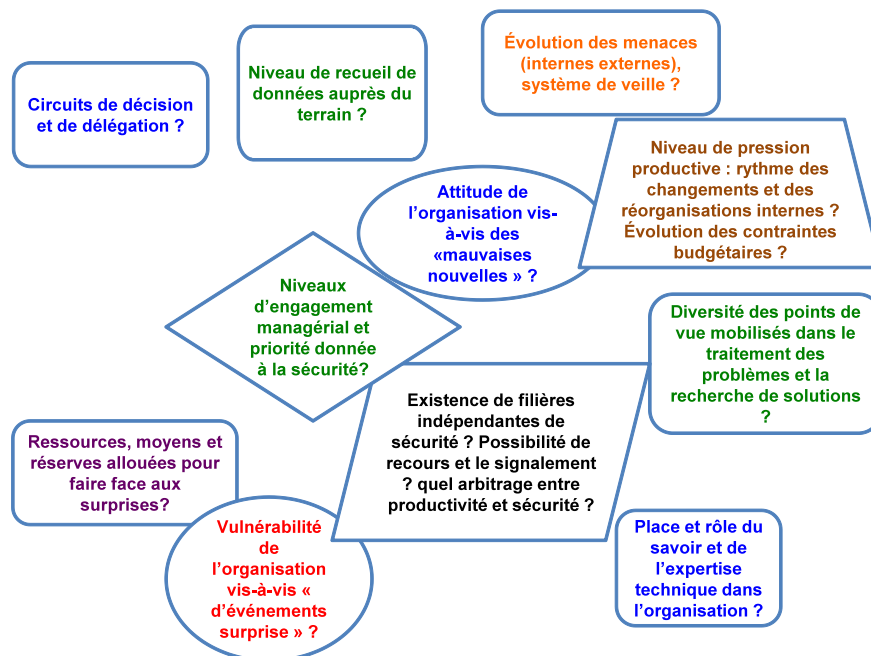 Évolution des menaces
(internes externes),
système de veille ?
Niveau de recueil de
données auprès du
terrain ?
Circuits de décision
et de délégation ?
Niveau de pression
productive : rythme des
changements et des
réorganisations internes ?
Évolution des contraintes
budgétaires ?
Attitude de
l’organisation vis-
à-vis des
«mauvaises
nouvelles » ?
Niveaux
d’engagement
managérial et
priorité donnée
à la sécurité?
Diversité des points de
vue mobilisés dans le
traitement des
problèmes et la
recherche de solutions
?
Existence de filières
indépendantes de
sécurité ? Possibilité de
recours et le signalement
? quel arbitrage entre
productivité et sécurité ?
Ressources, moyens et
réserves allouées pour
faire face aux
surprises?
Vulnérabilité
de
l’organisation
vis-à-vis «
d’événements
surprise » ?
Place et rôle du
savoir et de
l’expertise
technique dans
l’organisation ?